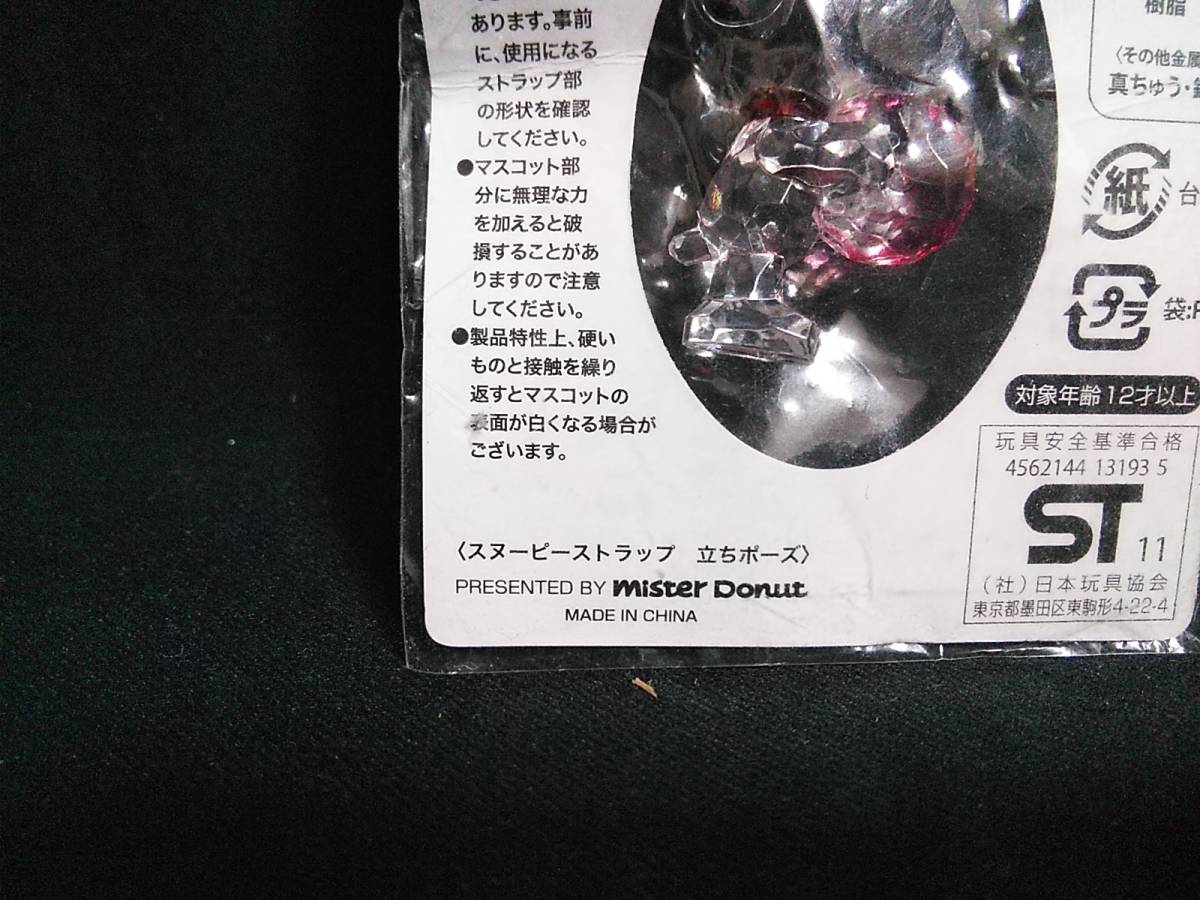 あります。事前
に、使用になる
ストラップ部
の形状を確認
してください。
●マスコット部
分に無理な力
を加えると破
損することがあ
りますので注意
してください。
●製品特性上、硬い
ものと接触を繰り
返すとマスコットの
表面が白くなる場合が
ございます。
〈スヌーピーストラップ 立ちポーズ〉
PRESENTED BY mister Donut
MADE IN CHINA
樹脂
〈その他金属
真ちゅう・
紙
台
プラ
袋:P
対象年齢12才以上
玩具安全基準合格
4562144 13193 5
ST 11
(社)日本玩具協会
東京都墨田区東駒形4-22-4